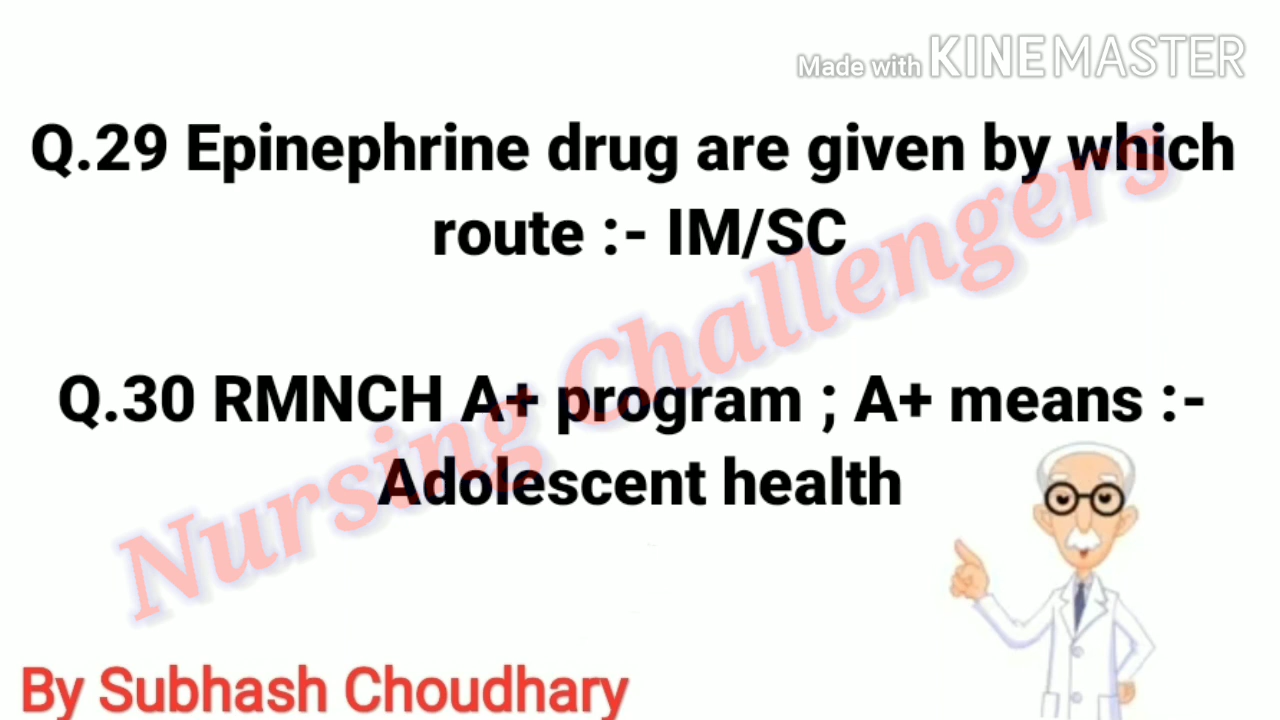 Made with KINEMASTER
Q.29 Epinephrine drug are given by which
route :- IM/SC
Q.30 RMNCH A+ program ; A+ means :-
Adolescent health
Nursing Challengers
By Subhash Choudhary